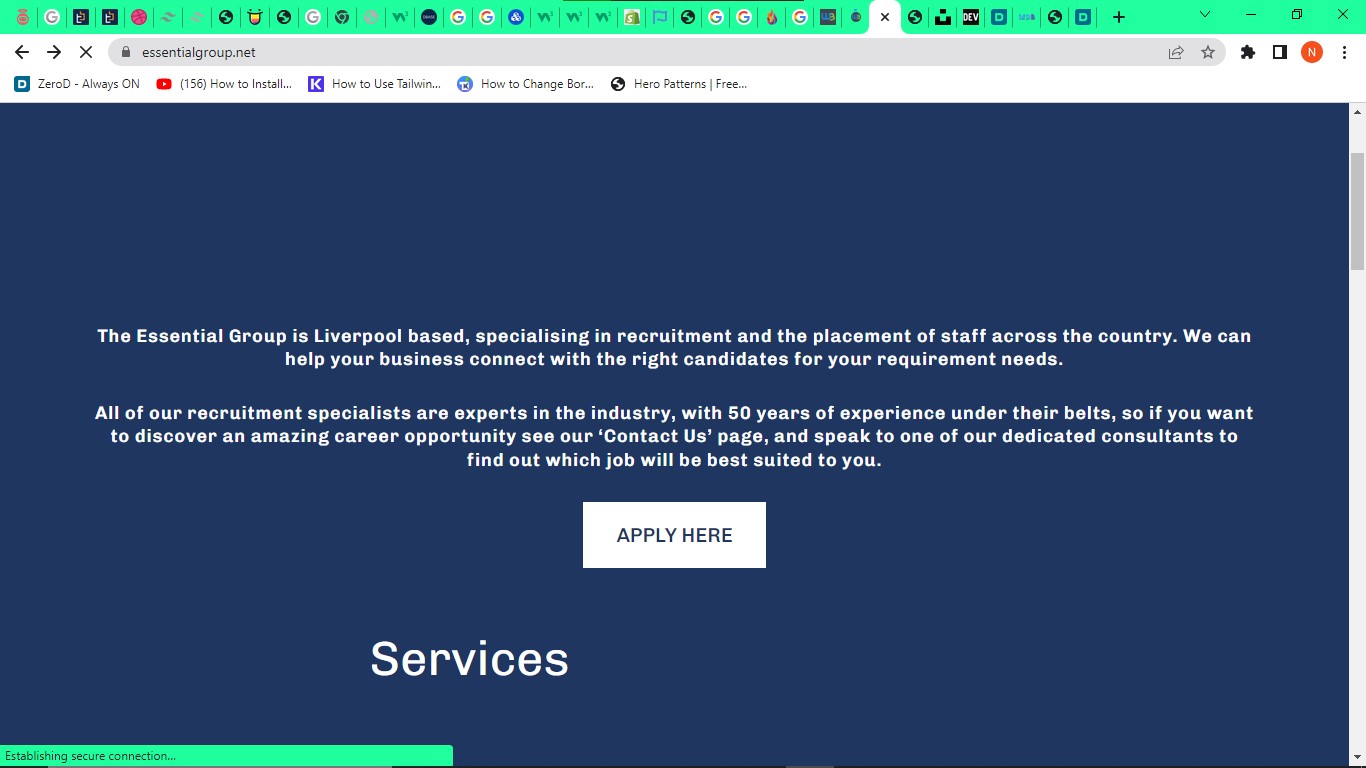 essentialgroup.net
N
D ZeroD - Always ON
(156) How to Install...
K How to Use Tailwin...
How to Change Bor...
Hero Patterns | Free...
The Essential Group is Liverpool based, specialising in recruitment and the placement of staff across the country. We can
help your business connect with the right candidates for your requirement needs.
All of our recruitment specialists are experts in the industry, with 50 years of experience under their belts, so if you want
to discover an amazing career opportunity see our ‘Contact Us’ page, and speak to one of our dedicated consultants to
find out which job will be best suited to you.
APPLY HERE
Services
Establishing secure connection...